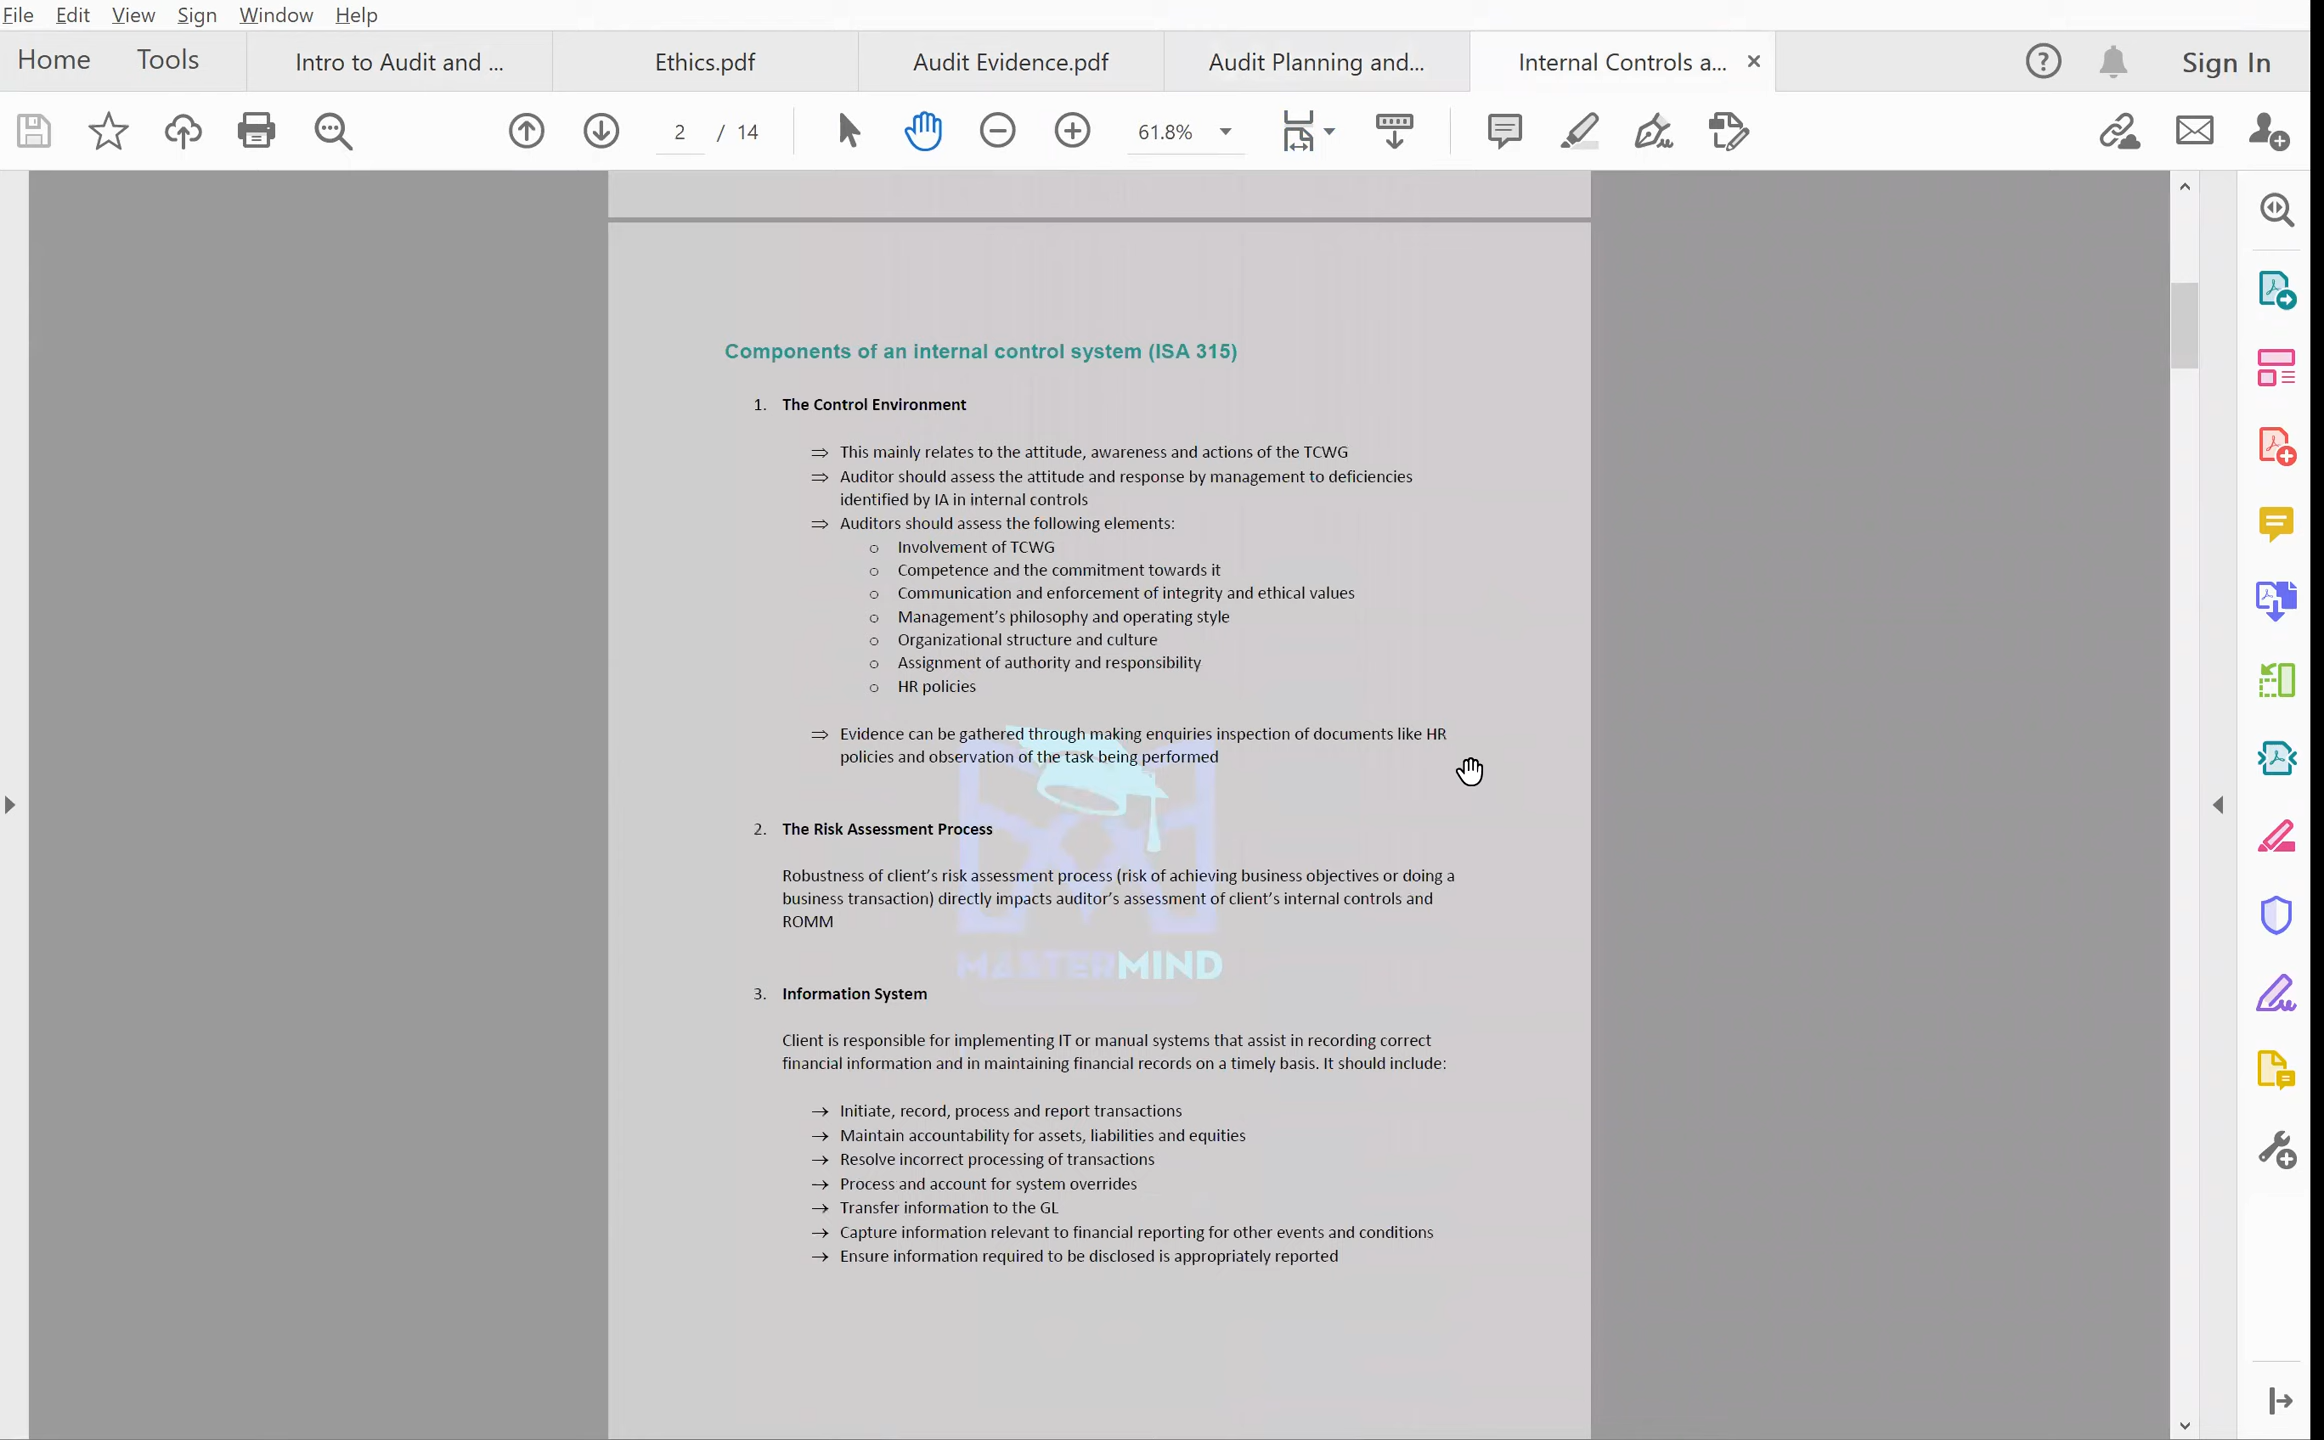 File Edit View Sign Window Help
Home Tools Intro to Audit and ... Ethics.pdf Audit Evidence.pdf Audit Planning and... Internal Controls a... Sign In
2 / 14 61.8%
Components of an internal control system (ISA 315)
1. The Control Environment
⇒ This mainly relates to the attitude, awareness and actions of the TCWG
⇒ Auditor should assess the attitude and response by management to deficiencies
identified by IA in internal controls
⇒ Auditors should assess the following elements:
o Involvement of TCWG
o Competence and the commitment towards it
o Communication and enforcement of integrity and ethical values
o Management's philosophy and operating style
o Organizational structure and culture
o Assignment of authority and responsibility
o HR policies
⇒ Evidence can be gathered through making enquiries inspection of documents like HR
policies and observation of the task being performed
2. The Risk Assessment Process
Robustness of client's risk assessment process (risk of achieving business objectives or doing a
business transaction) directly impacts auditor's assessment of client's internal controls and
ROMM
MASTERMIND
3. Information System
Client is responsible for implementing IT or manual systems that assist in recording correct
financial information and in maintaining financial records on a timely basis. It should include:
→ Initiate, record, process and report transactions
→ Maintain accountability for assets, liabilities and equities
→ Resolve incorrect processing of transactions
→ Process and account for system overrides
→ Transfer information to the GL
→ Capture information relevant to financial reporting for other events and conditions
→ Ensure information required to be disclosed is appropriately reported